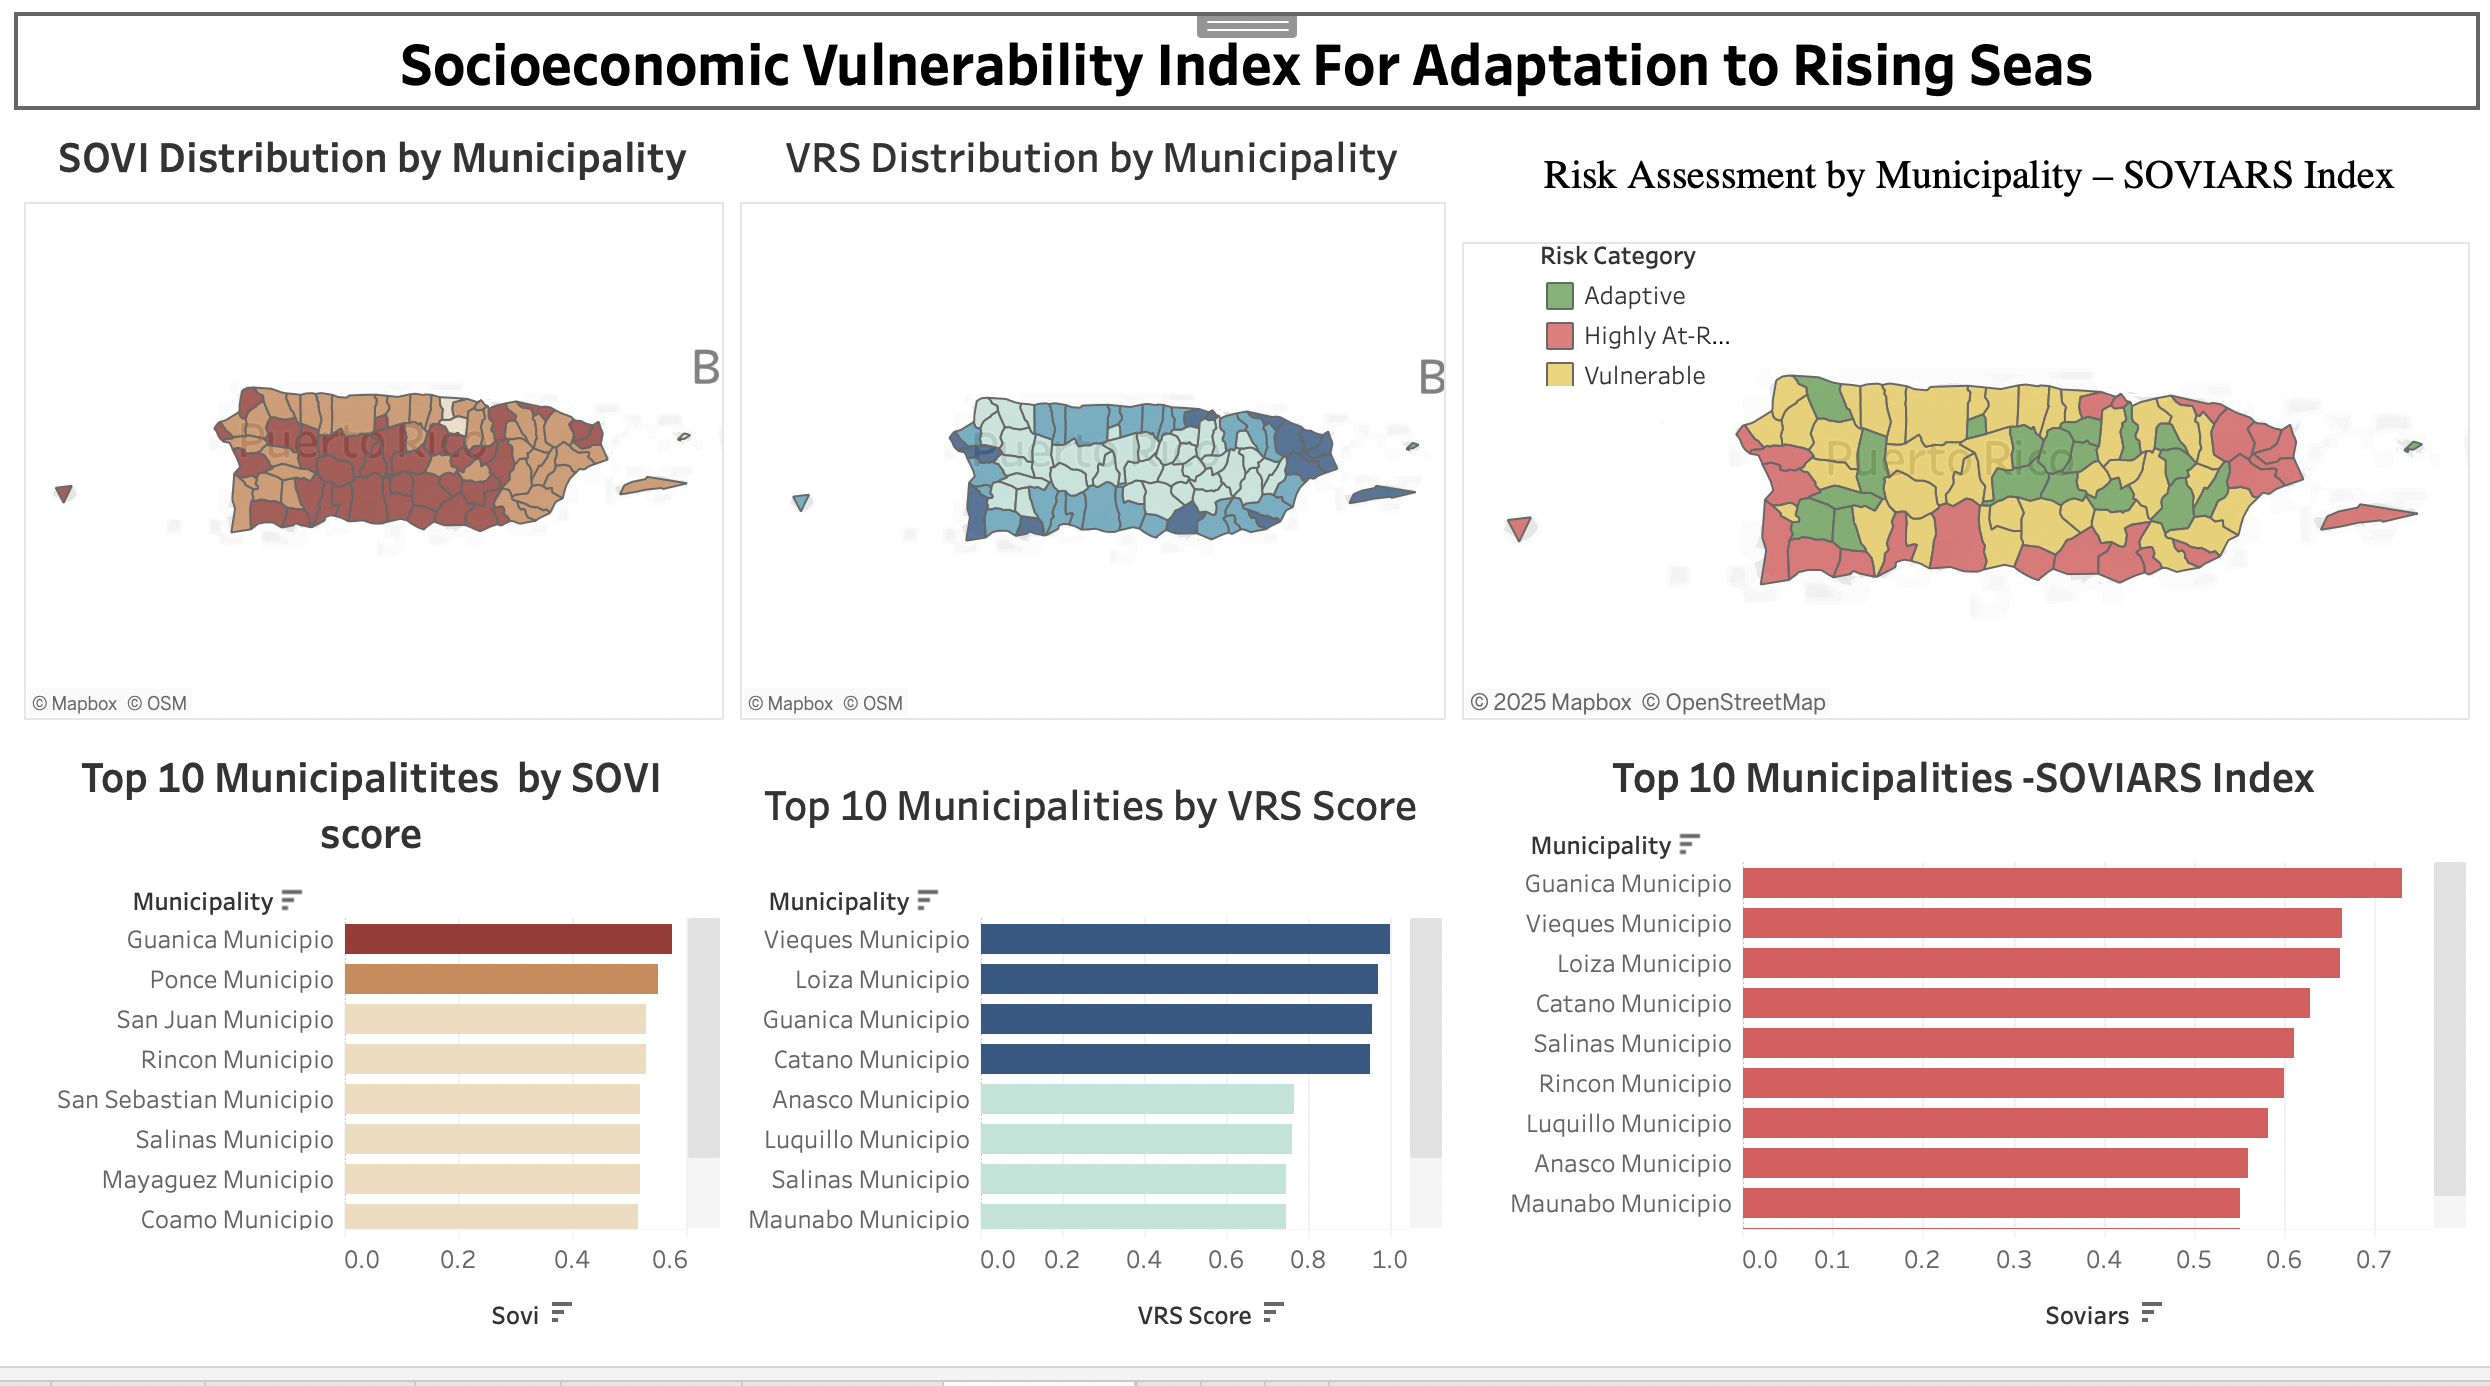 Socioeconomic Vulnerability Index For Adaptation to Rising Seas
SOVI Distribution by Municipality
Puerto Rico
B
© Mapbox © OSM
VRS Distribution by Municipality
Puerto Rico
B
© Mapbox © OSM
Risk Assessment by Municipality – SOVIARS Index
Risk Category
Adaptive
Highly At-R...
Vulnerable
Puerto Rico
© 2025 Mapbox © OpenStreetMap
Top 10 Municipalitites by SOVI
score
Municipality
Guanica Municipio
Ponce Municipio
San Juan Municipio
Rincon Municipio
San Sebastian Municipio
Salinas Municipio
Mayaguez Municipio
Coamo Municipio
0.0 0.2 0.4 0.6
Sovi
Top 10 Municipalities by VRS Score
Municipality
Vieques Municipio
Loiza Municipio
Guanica Municipio
Catano Municipio
Anasco Municipio
Luquillo Municipio
Salinas Municipio
Maunabo Municipio
0.0 0.2 0.4 0.6 0.8 1.0
VRS Score
Top 10 Municipalities -SOVIARS Index
Municipality
Guanica Municipio
Vieques Municipio
Loiza Municipio
Catano Municipio
Salinas Municipio
Rincon Municipio
Luquillo Municipio
Anasco Municipio
Maunabo Municipio
0.0 0.1 0.2 0.3 0.4 0.5 0.6 0.7
Soviars